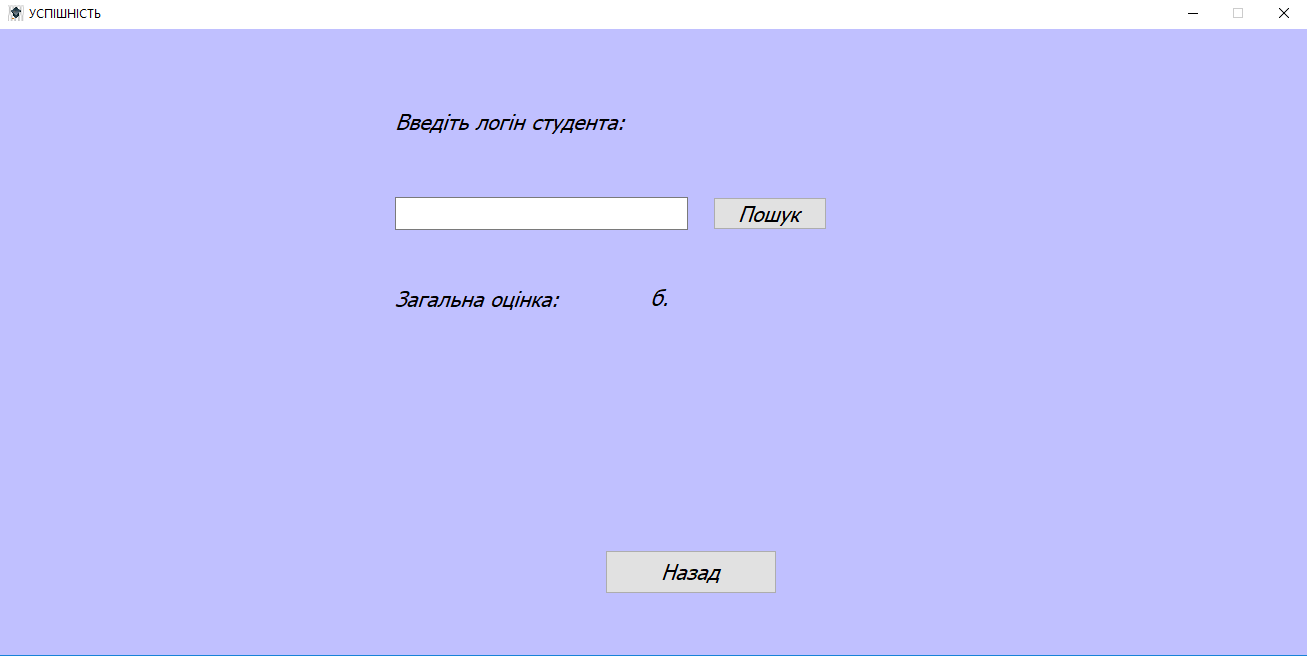 УСПІШНІСТЬ
Введіть логін студента:
Пошук
Загальна оцінка: б.
Назад